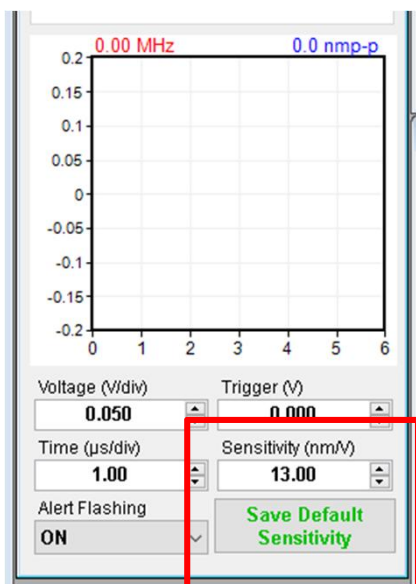 0.00 MHz 0.0 nmp-p
0.2
0.15
0.1
0.05
0
-0.05
-0.1
-0.15
-0.2
0 1 2 3 4 5 6
Voltage (V/div) Trigger (V)
0.050 0.000
Time (µs/div) Sensitivity (nm/V)
1.00 13.00
Alert Flashing Save Default
ON Sensitivity